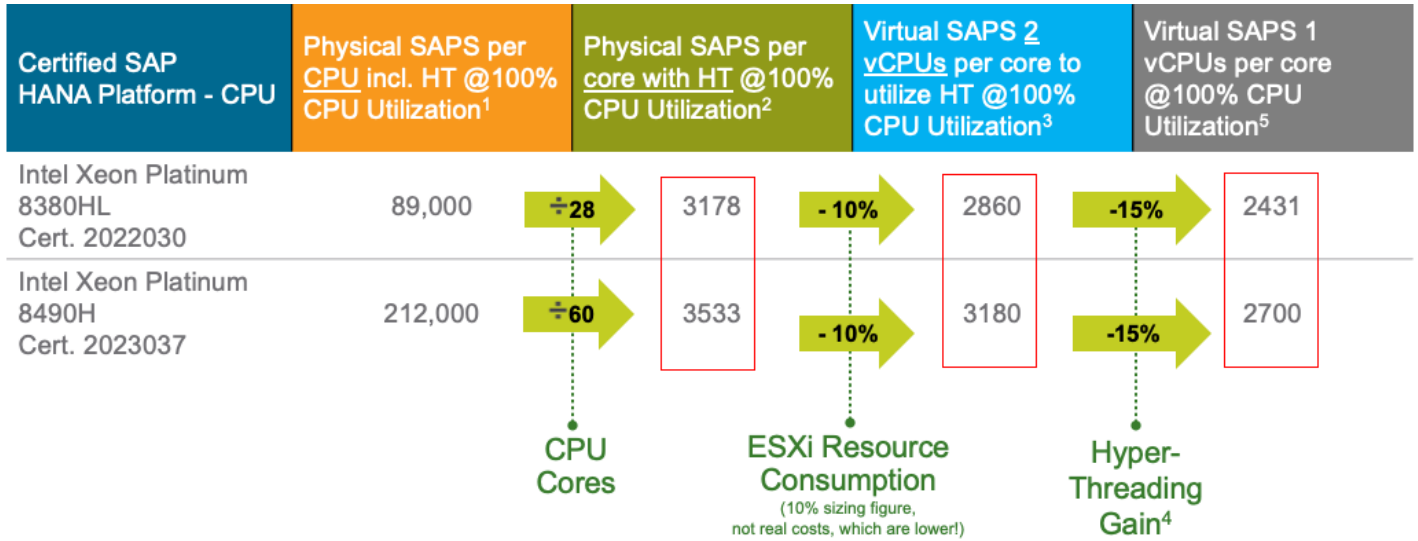 Certified SAP
HANA Platform - CPU
Physical SAPS per
CPU incl. HT @100%
CPU Utilization¹
Physical SAPS per
core with HT @100%
CPU Utilization²
Virtual SAPS 2
vCPUs per core to
utilize HT @100%
CPU Utilization³
Virtual SAPS 1
vCPUs per core
@100% CPU
Utilization⁵
Intel Xeon Platinum
8380HL
Cert. 2022030
89,000
÷28
3178
- 10%
2860
-15%
2431
Intel Xeon Platinum
8490H
Cert. 2023037
212,000
÷60
3533
- 10%
3180
-15%
2700
CPU
Cores
ESXi Resource
Consumption
(10% sizing figure,
not real costs, which are lower!)
Hyper-
Threading
Gain⁴